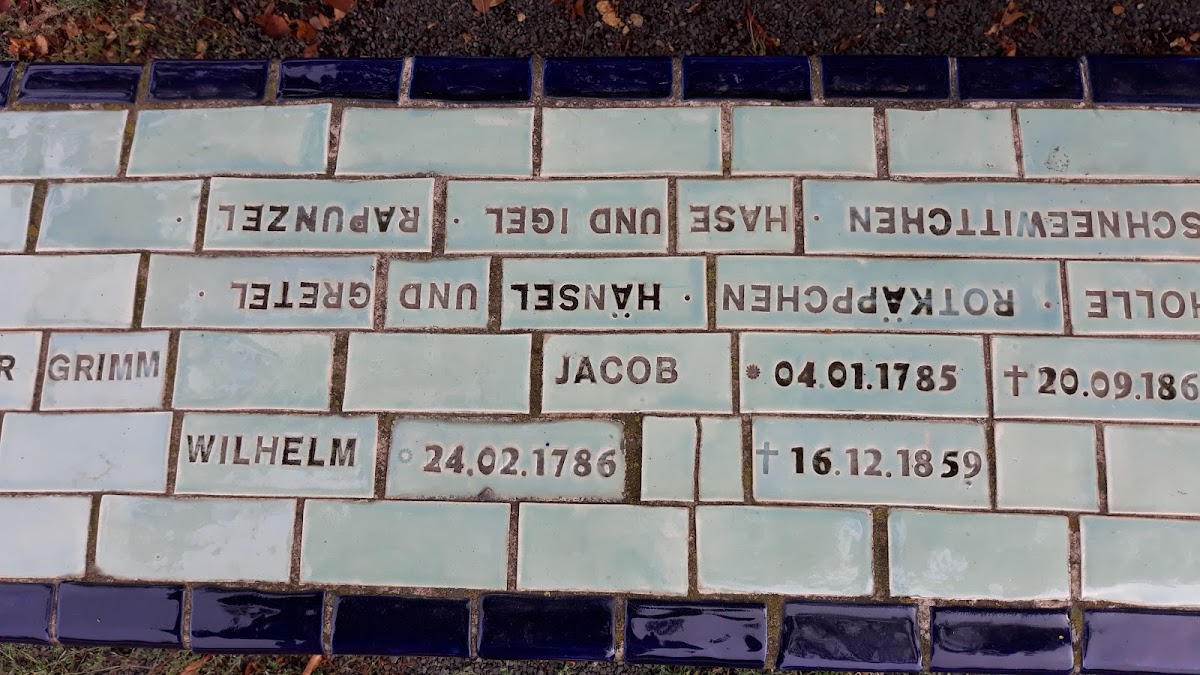 HOLLE · ROTKÄPPCHEN · HÄNSEL UND GRETEL ·
SCHNEEWITTCHEN · HASE UND IGEL · RAPUNZEL ·
R GRIMM JACOB * 04.01.1785 † 20.09.186
WILHELM * 24.02.1786 † 16.12.1859